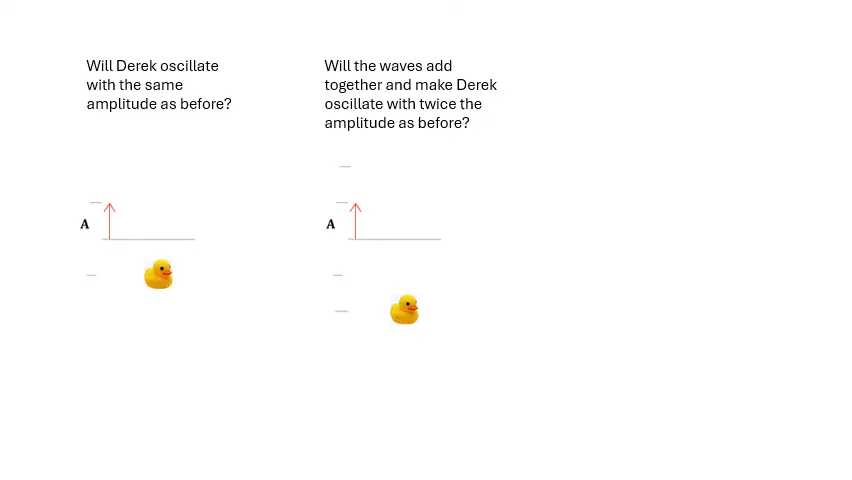 Will Derek oscillate
with the same
amplitude as before?
Will the waves add
together and make Derek
oscillate with twice the
amplitude as before?
A
A